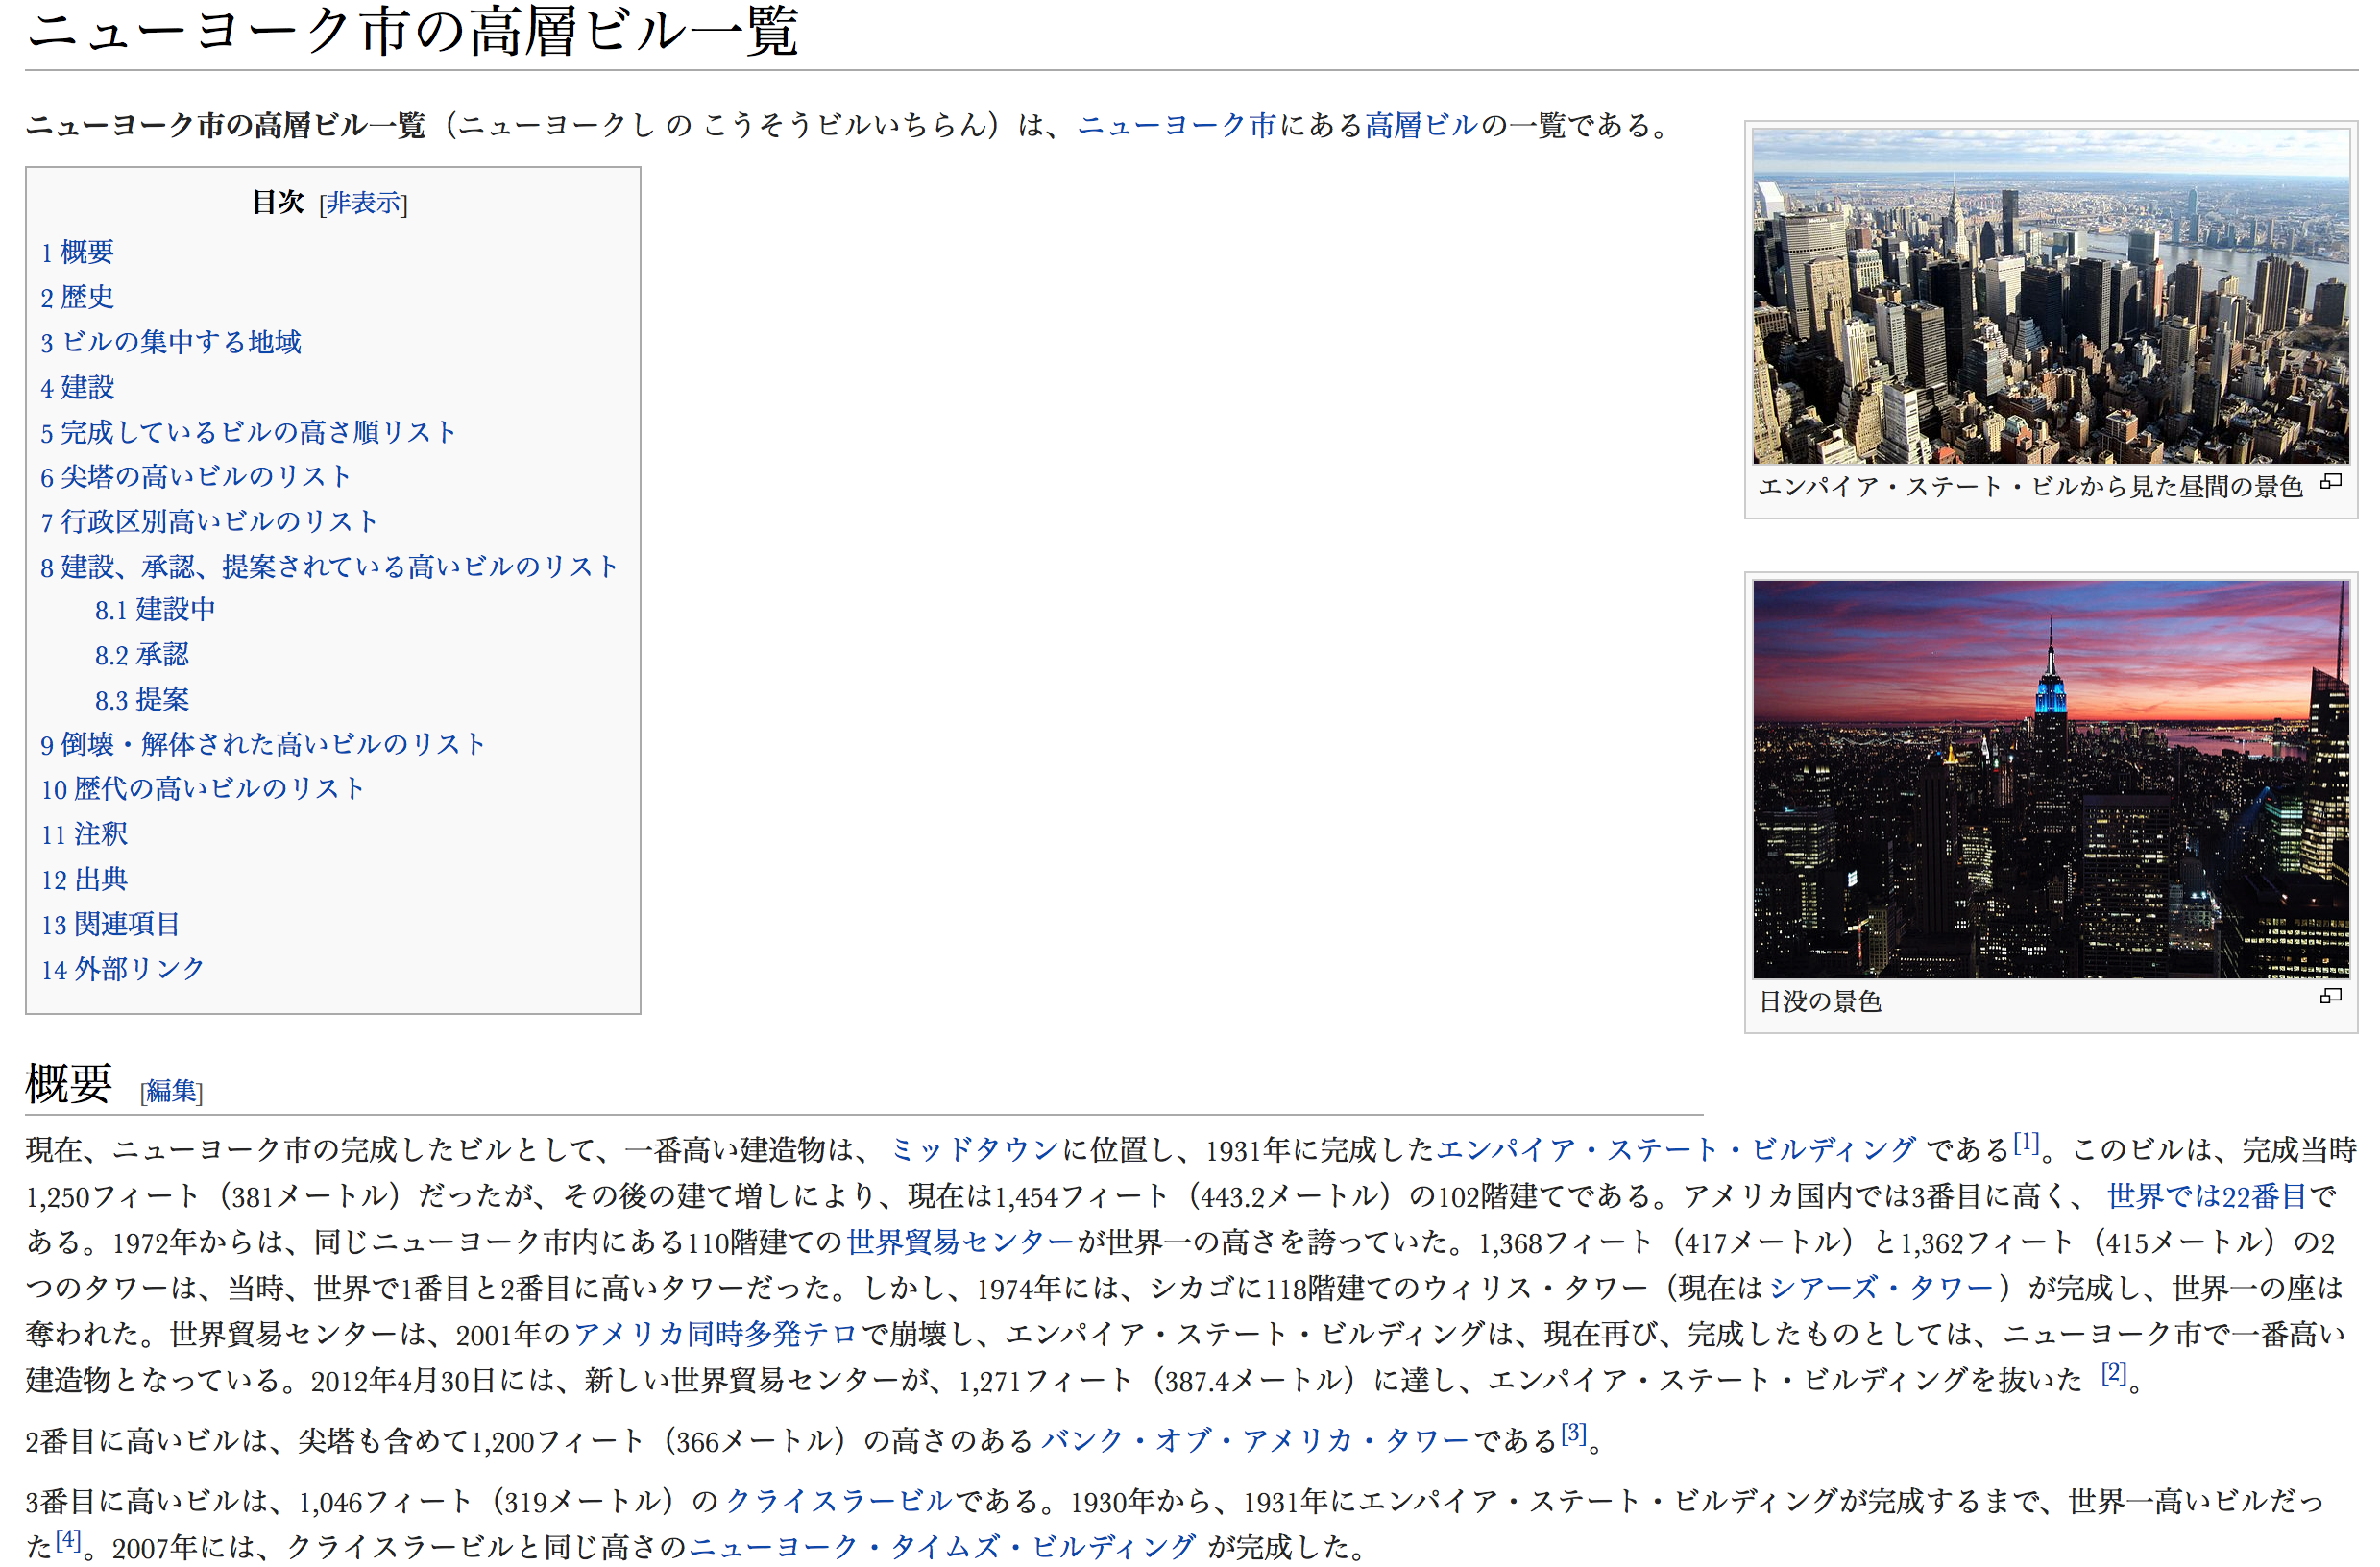 ニューヨーク市の高層ビル一覧
ニューヨーク市の高層ビル一覧（ニューヨークし の こうそうビルいちらん）は、ニューヨーク市にある高層ビルの一覧である。
目次 [非表示]
1 概要
2 歴史
3 ビルの集中する地域
4 建設
5 完成しているビルの高さ順リスト
6 尖塔の高いビルのリスト
7 行政区別高いビルのリスト
8 建設、承認、提案されている高いビルのリスト
8.1 建設中
8.2 承認
8.3 提案
9 倒壊・解体された高いビルのリスト
10 歴代の高いビルのリスト
11 注釈
12 出典
13 関連項目
14 外部リンク
エンパイア・ステート・ビルから見た昼間の景色
日没の景色
概要 [編集]
現在、ニューヨーク市の完成したビルとして、一番高い建造物は、ミッドタウンに位置し、1931年に完成したエンパイア・ステート・ビルディング である[1]。このビルは、完成当時
1,250フィート（381メートル）だったが、その後の建て増しにより、現在は1,454フィート（443.2メートル）の102階建てである。アメリカ国内では3番目に高く、世界では22番目で
ある。1972年からは、同じニューヨーク市内にある110階建ての世界貿易センターが世界一の高さを誇っていた。1,368フィート（417メートル）と1,362フィート（415メートル）の2
つのタワーは、当時、世界で1番目と2番目に高いタワーだった。しかし、1974年には、シカゴに118階建てのウィリス・タワー（現在はシアーズ・タワー）が完成し、世界一の座は
奪われた。世界貿易センターは、2001年のアメリカ同時多発テロで崩壊し、エンパイア・ステート・ビルディングは、現在再び、完成したものとしては、ニューヨーク市で一番高い
建造物となっている。2012年4月30日には、新しい世界貿易センターが、1,271フィート（387.4メートル）に達し、エンパイア・ステート・ビルディングを抜いた [2]。
2番目に高いビルは、尖塔も含めて1,200フィート（366メートル）の高さのあるバンク・オブ・アメリカ・タワーである[3]。
3番目に高いビルは、1,046フィート（319メートル）のクライスラービルである。1930年から、1931年にエンパイア・ステート・ビルディングが完成するまで、世界一高いビルだっ
た[4]。2007年には、クライスラービルと同じ高さのニューヨーク・タイムズ・ビルディング が完成した。